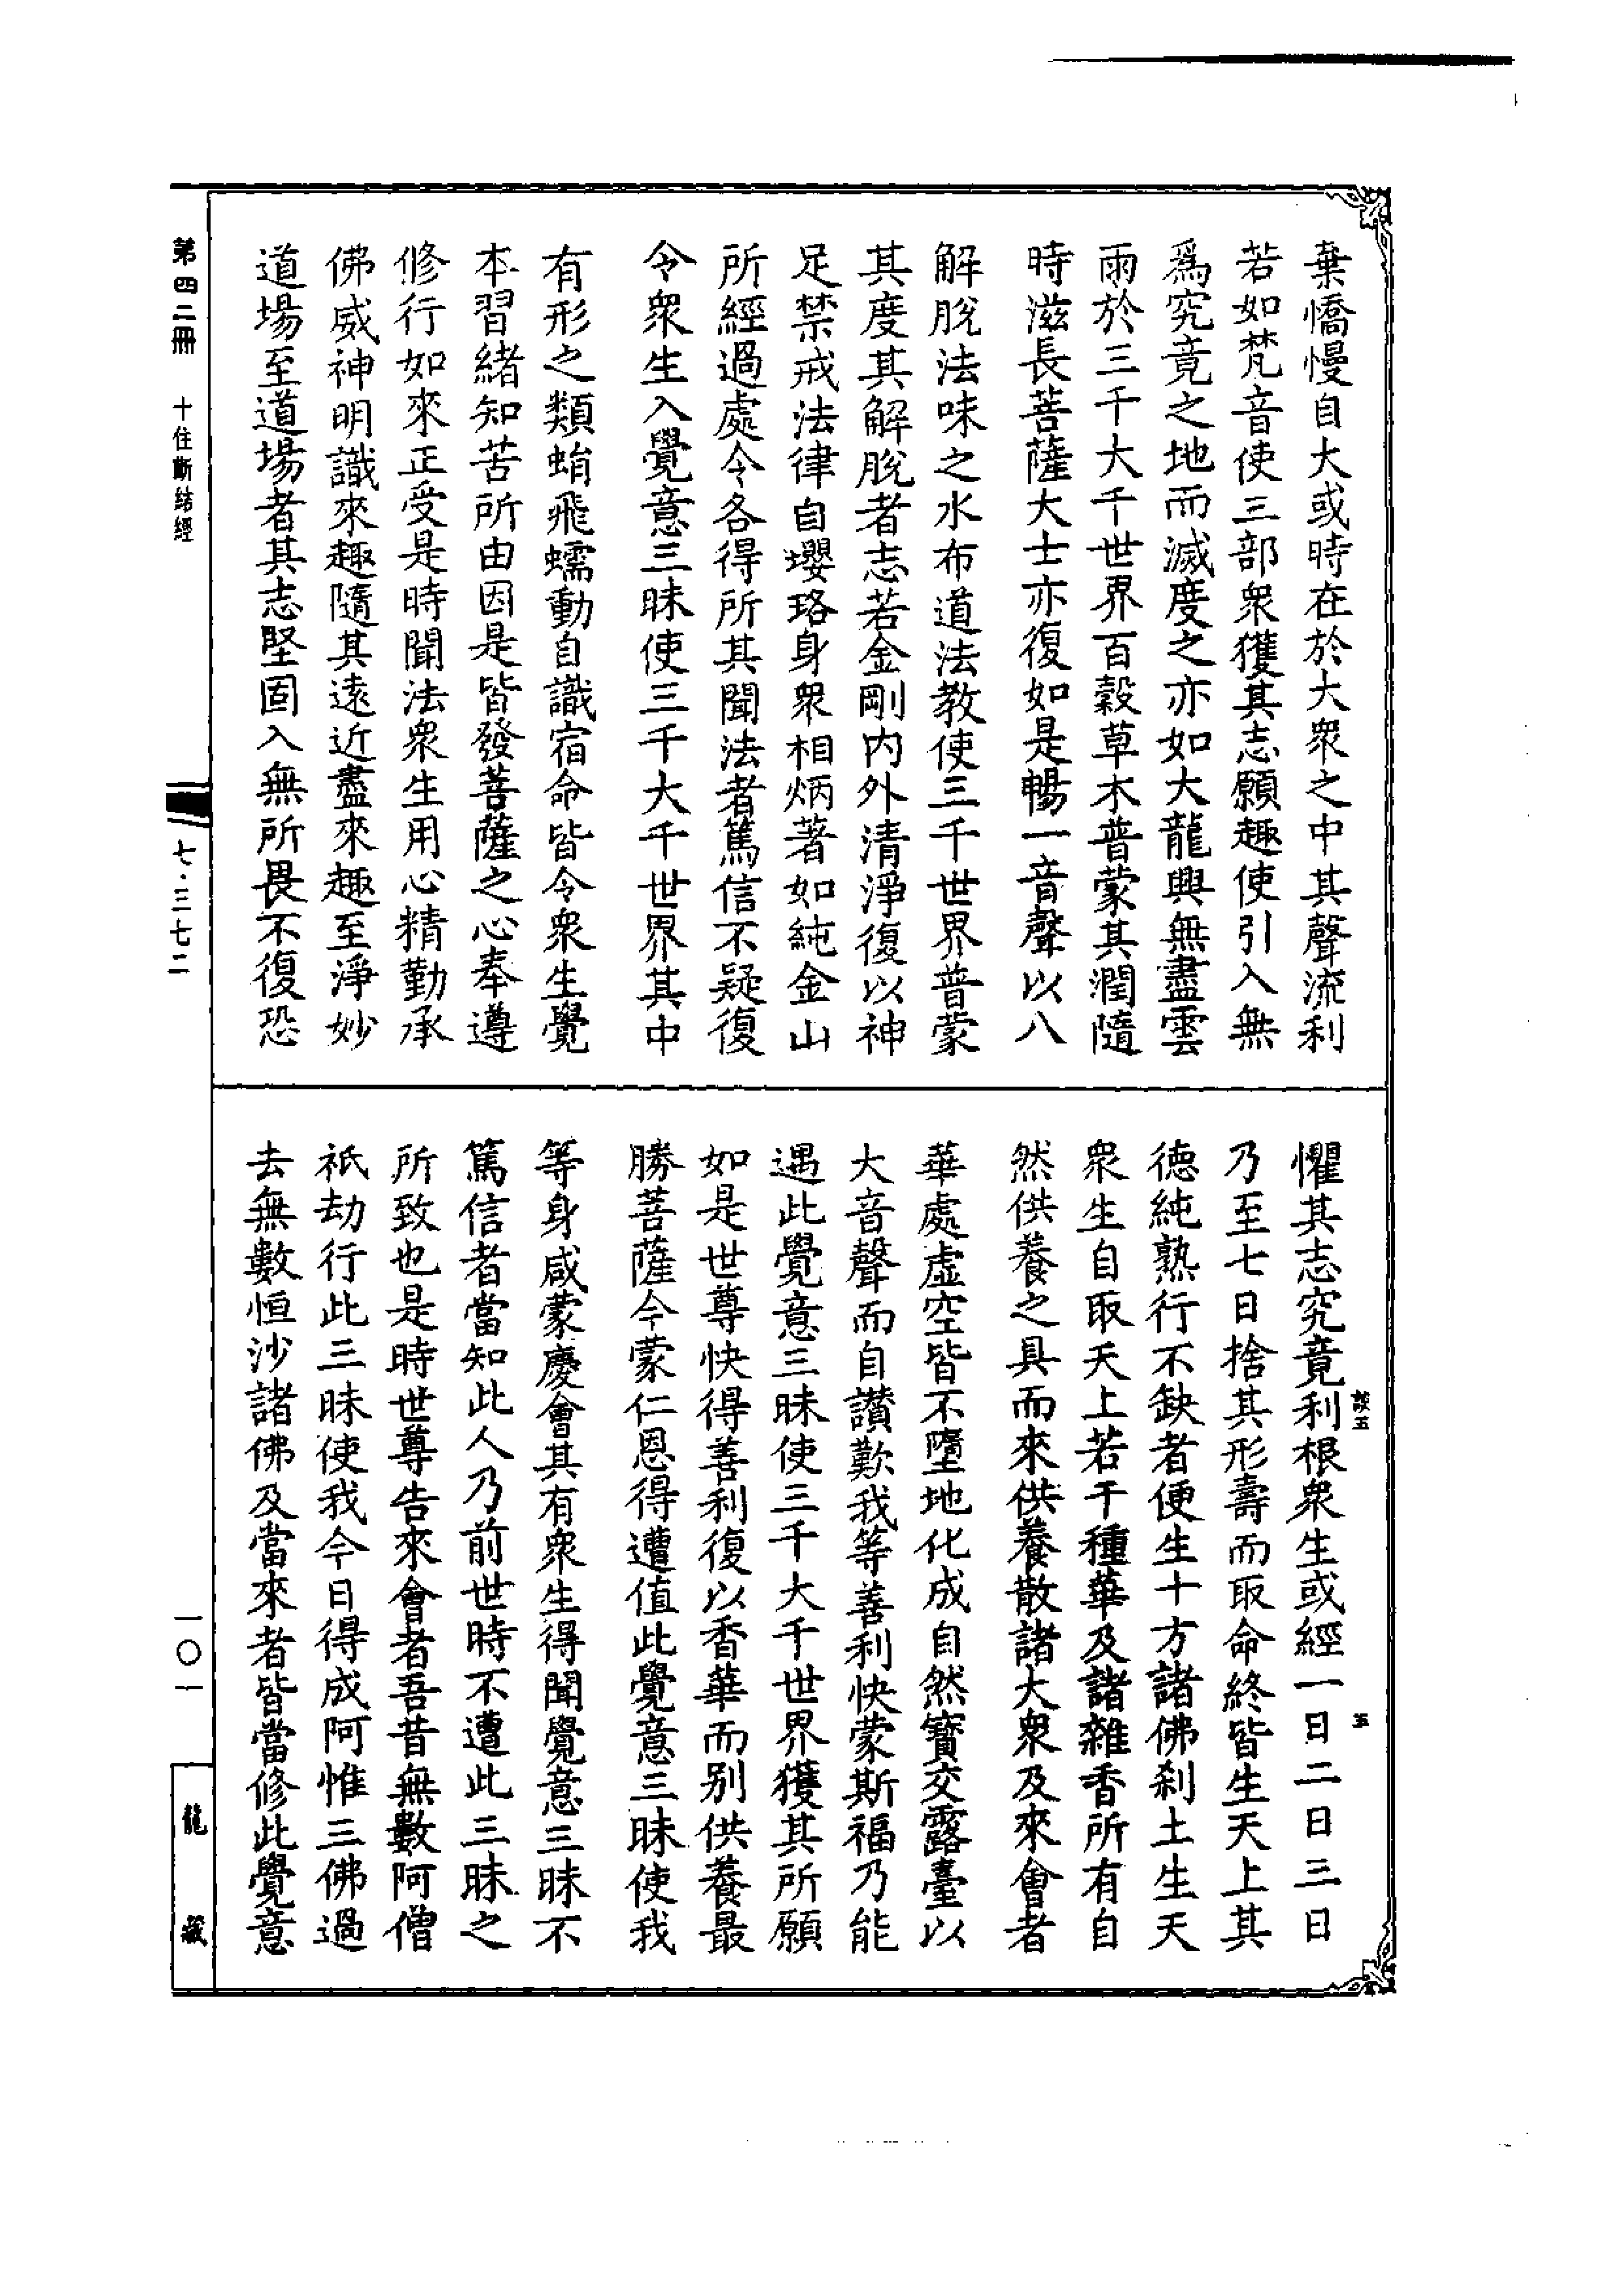 棄憍慢自大或時在於大衆之中其聲流利
若如梵音使三部衆獲其志願趣使引入無
爲究竟之地而滅度之亦如大龍興無盡雲
雨於三千大千世界百穀草木普蒙其潤隨
時滋長菩薩大士亦復如是暢一音聲以八
解脫法味之水布道法教使三千世界普蒙
其度其解脫者志若金剛內外清淨復以神
足禁戒法律自瓔珞身衆相炳著如純金山
所經過處令各得所其聞法者篤信不疑復
令衆生入覺意三昧使三千大千世界其中
有形之類蜎飛蠕動自識宿命皆令衆生覺
本習緒知苦所由因是皆發菩薩之心奉遵
修行如來正受是時聞法衆生用心精勤承
佛威神明識來趣隨其遠近盡來趣至淨妙
道場至道場者其志堅固入無所畏不復恐
懼其志究竟利根衆生或經一日二日三日
乃至七日捨其形壽而取命終皆生天上其
德純熟行不缺者便生十方諸佛刹土生天
衆生自取天上若干種華及諸雜香所有自
然供養之具而來供養散諸大衆及來會者
華處虛空皆不墮地化成自然寶交露臺以
大音聲而自讚歎我等善利快蒙斯福乃能
遇此覺意三昧使三千大千世界獲其所願
如是世尊快得善利復以香華而別供養最
勝菩薩今蒙仁恩得遭值此覺意三昧使我
等身咸蒙慶會其有衆生得聞覺意三昧不
篤信者當知此人乃前世時不遭此三昧之
所致也是時世尊告來會者吾昔無數阿僧
祇劫行此三昧使我今日得成阿惟三佛過
去無數恒沙諸佛及當來者皆當修此覺意
五
第四二冊 十住斷結經
七·三七二
一〇一
龍藏